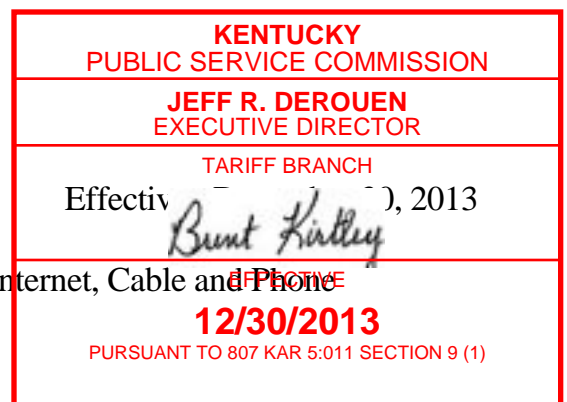 KENTUCKY
PUBLIC SERVICE COMMISSION
JEFF R. DEROUEN
EXECUTIVE DIRECTOR
TARIFF BRANCH
Effectiv 0, 2013
Bunt Kirtley
nternet, Cable and Phone
EFFECTIVE
12/30/2013
PURSUANT TO 807 KAR 5:011 SECTION 9 (1)